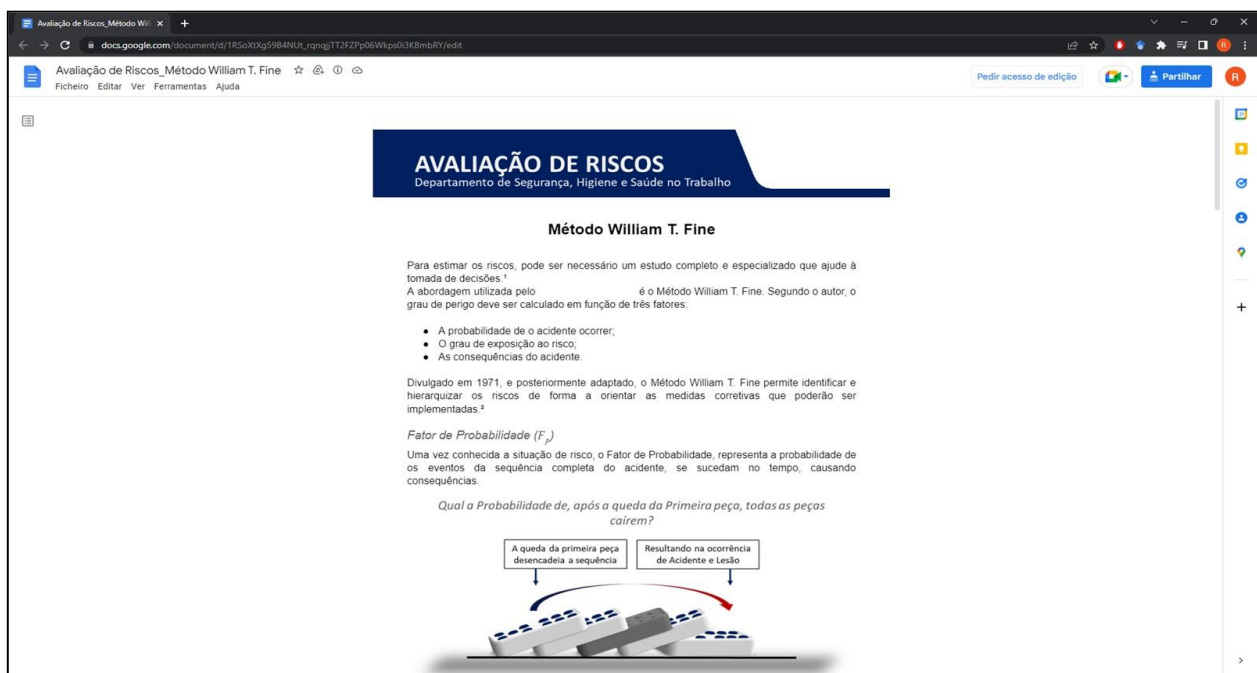 Avaliação de Riscos_Método Wil
docs.google.com/document/d/1RSoXtXg59B4NUt_rqnqjjTT2FZPp06Wkps0i3KBmbRY/edit
R
Avaliação de Riscos_Método William T. Fine
Ficheiro Editar Ver Ferramentas Ajuda
Pedir acesso de edição
Partilhar
R
AVALIAÇÃO DE RISCOS
Departamento de Segurança, Higiene e Saúde no Trabalho
Método William T. Fine
Para estimar os riscos, pode ser necessário um estudo completo e especializado que ajude à
tomada de decisões.¹
A abordagem utilizada pelo é o Método William T. Fine. Segundo o autor, o
grau de perigo deve ser calculado em função de três fatores:
● A probabilidade de o acidente ocorrer;
● O grau de exposição ao risco;
● As consequências do acidente.
Divulgado em 1971, e posteriormente adaptado, o Método William T. Fine permite identificar e
hierarquizar os riscos de forma a orientar as medidas corretivas que poderão ser
implementadas.²
Fator de Probabilidade (F_p)
Uma vez conhecida a situação de risco, o Fator de Probabilidade, representa a probabilidade de
os eventos da sequência completa do acidente, se sucedam no tempo, causando
consequências.
Qual a Probabilidade de, após a queda da Primeira peça, todas as peças
caírem?
A queda da primeira peça
desencadeia a sequência
Resultando na ocorrência
de Acidente e Lesão